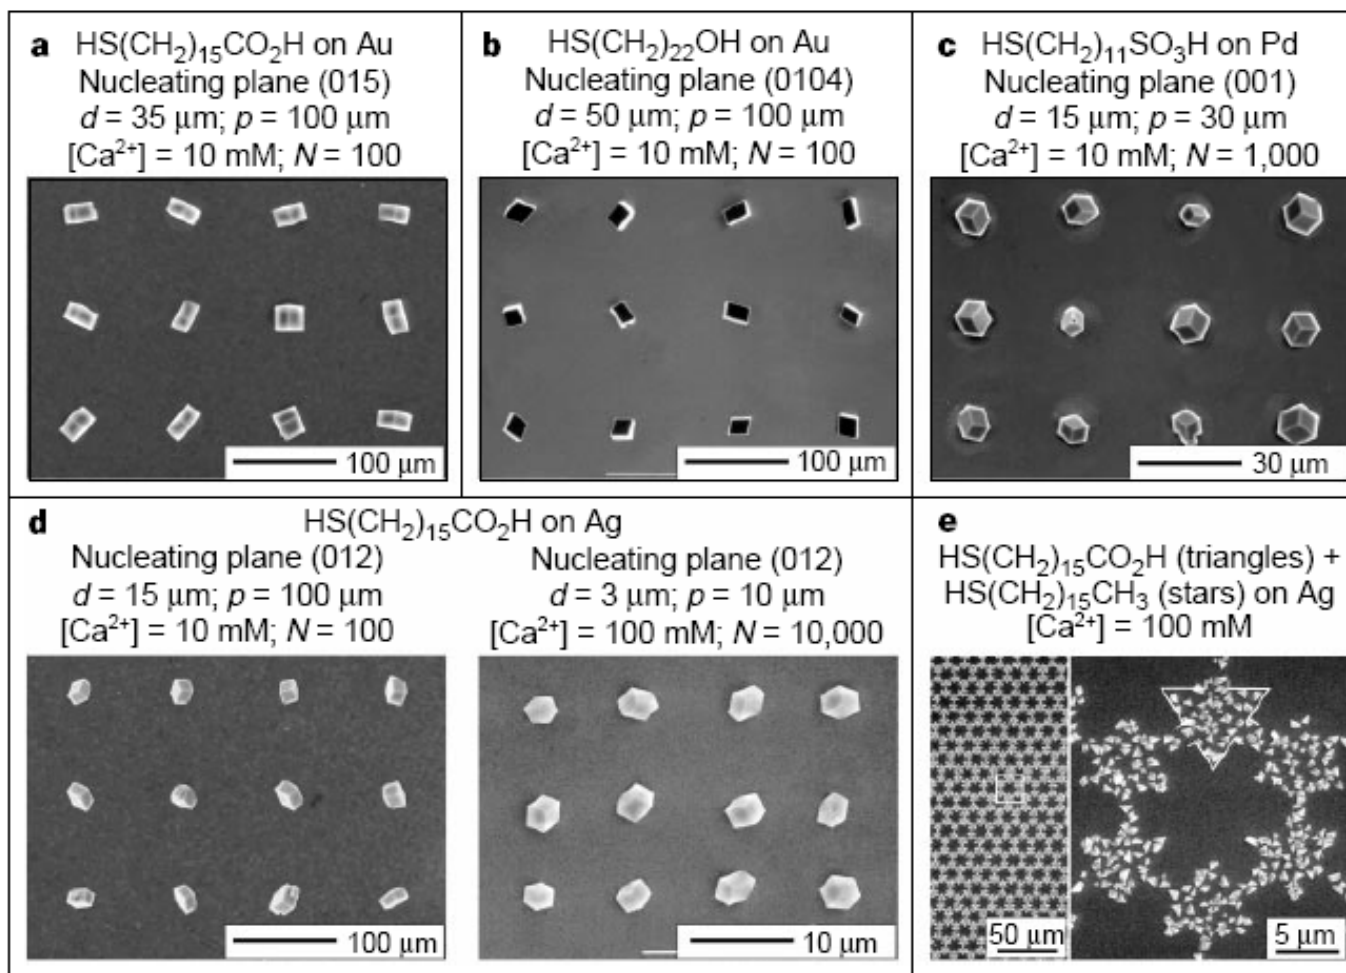 a HS(CH₂)₁₅CO₂H on Au
Nucleating plane (015)
d = 35 μm; p = 100 μm
[Ca²⁺] = 10 mM; N = 100
100 μm
b HS(CH₂)₂₂OH on Au
Nucleating plane (0104)
d = 50 μm; p = 100 μm
[Ca²⁺] = 10 mM; N = 100
100 μm
c HS(CH₂)₁₁SO₃H on Pd
Nucleating plane (001)
d = 15 μm; p = 30 μm
[Ca²⁺] = 10 mM; N = 1,000
30 μm
d HS(CH₂)₁₅CO₂H on Ag
Nucleating plane (012)
d = 15 μm; p = 100 μm
[Ca²⁺] = 10 mM; N = 100
100 μm
Nucleating plane (012)
d = 3 μm; p = 10 μm
[Ca²⁺] = 100 mM; N = 10,000
10 μm
e
HS(CH₂)₁₅CO₂H (triangles) +
HS(CH₂)₁₅CH₃ (stars) on Ag
[Ca²⁺] = 100 mM
50 μm
5 μm